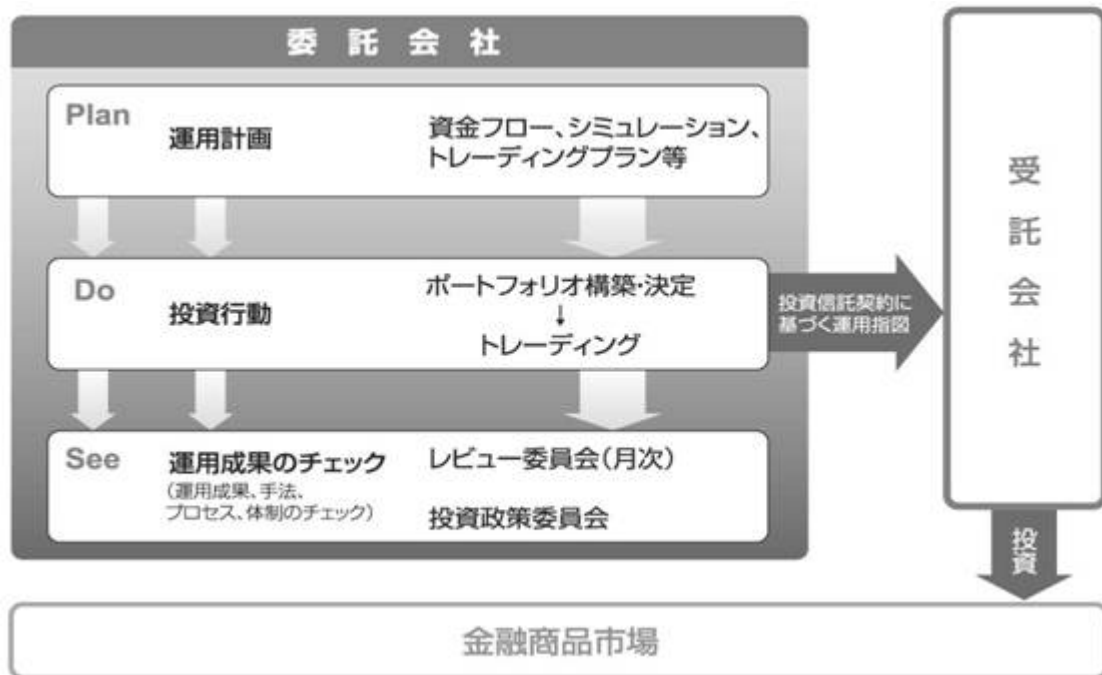 委託会社
Plan
運用計画
資金フロー、シミュレーション、
トレーディングプラン等
Do
投資行動
ポートフォリオ構築・決定
↓
トレーディング
投資信託契約に
基づく運用指図
See
運用成果のチェック
(運用成果、手法、
プロセス、体制のチェック)
レビュー委員会(月次)
投資政策委員会
受託会社
投資
金融商品市場